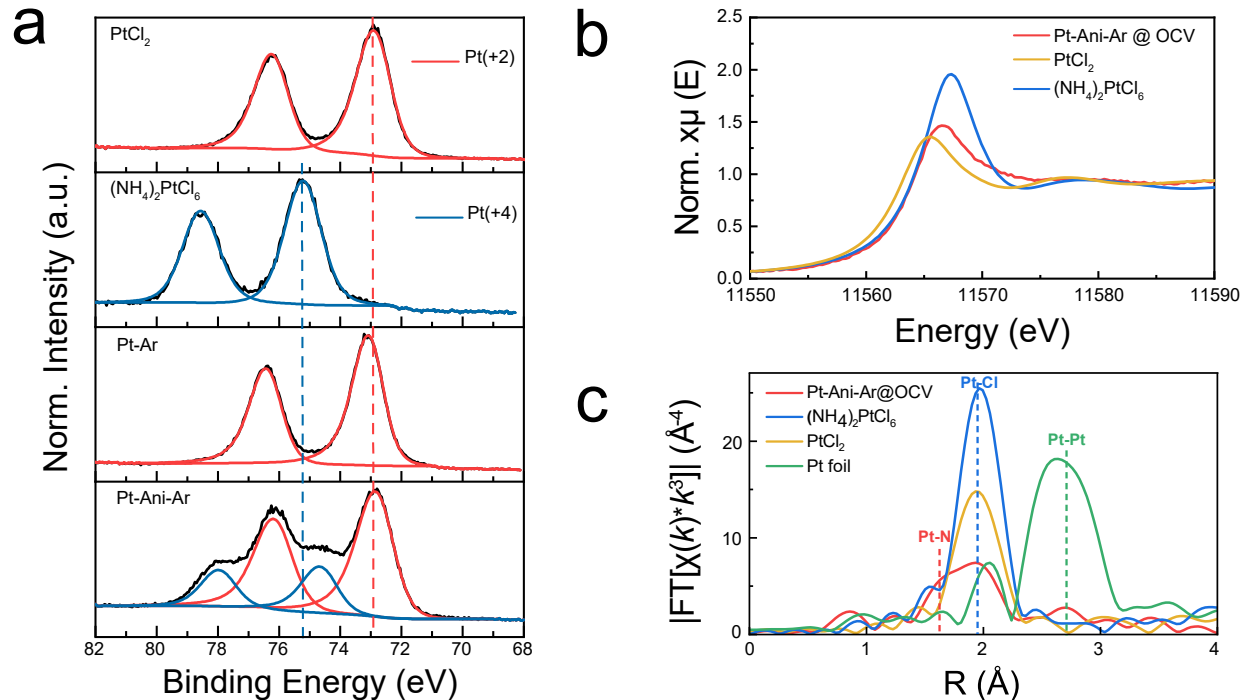 a
PtCl₂
Pt(+2)
(NH₄)₂PtCl₆
Pt(+4)
Pt-Ar
Pt-Ani-Ar
Norm. Intensity (a.u.)
82 80 78 76 74 72 70 68
Binding Energy (eV)
b
2.5
2.0
1.5
1.0
0.5
0.0
Norm. xμ (E)
Pt-Ani-Ar @ OCV
PtCl₂
(NH₄)₂PtCl₆
11550 11560 11570 11580 11590
Energy (eV)
c
|FT[χ(k)*k³]| (Å⁻⁴)
20
10
0
Pt-Ani-Ar@OCV
(NH₄)₂PtCl₆
PtCl₂
Pt foil
Pt-Cl
Pt-Pt
Pt-N
0 1 2 3 4
R (Å)